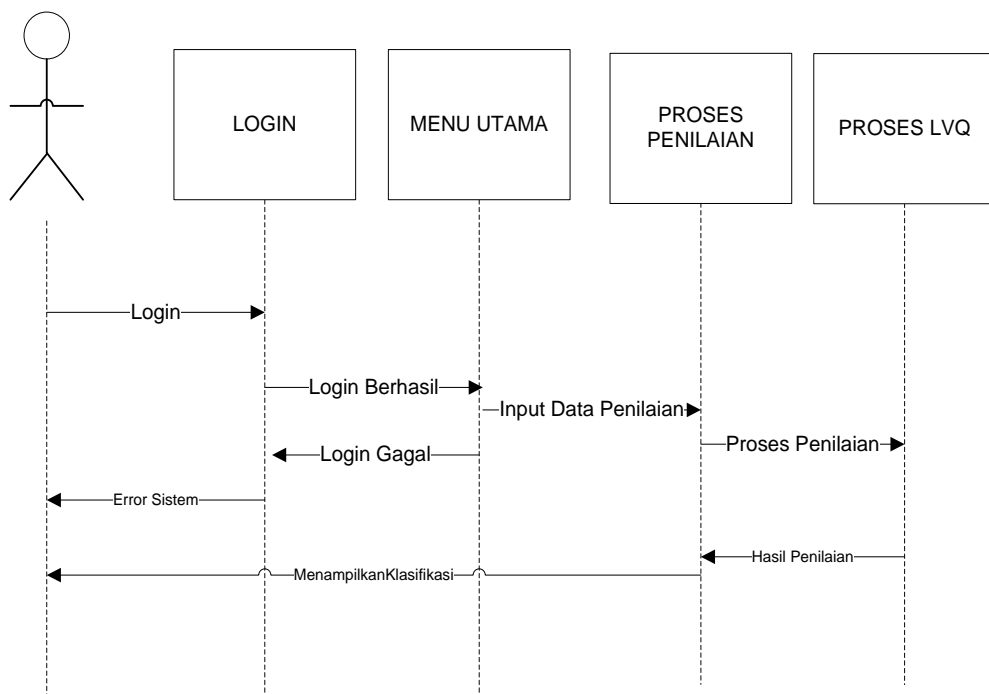 LOGIN
MENU UTAMA
PROSES
PENILAIAN
PROSES LVQ
Login
Login Berhasil
Input Data Penilaian
Proses Penilaian
Login Gagal
Error Sistem
Hasil Penilaian
MenampilkanKlasifikasi